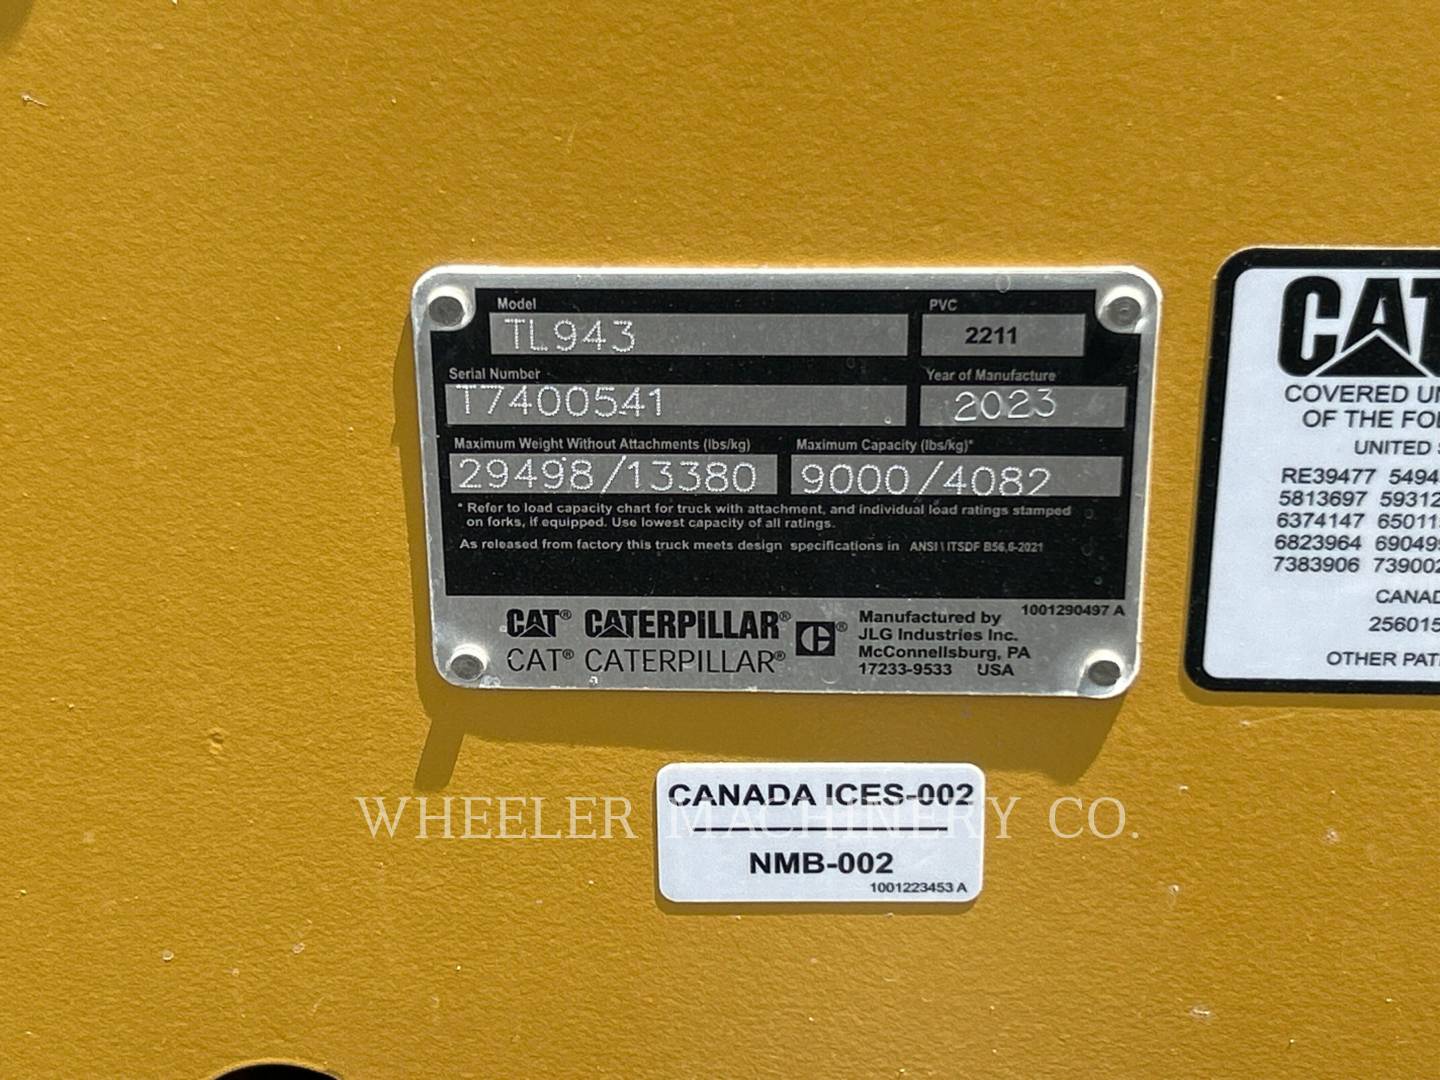 Model
TL943
PVC
2211
Serial Number
T7400541
Year of Manufacture
2023
Maximum Weight Without Attachments (lbs/kg)
29498/13380
Maximum Capacity (lbs/kg)*
9000/4082
* Refer to load capacity chart for truck with attachment, and individual load ratings stamped
on forks, if equipped. Use lowest capacity of all ratings.
As released from factory this truck meets design specifications in ANSI \ ITSDF B56.6-2021
CAT® CATERPILLAR®
CAT® CATERPILLAR®
C®
Manufactured by
JLG Industries Inc.
McConnellsburg, PA
17233-9533 USA
1001290497 A
CAT
COVERED
OF THE
UNITED
RE39477
5813697
6374147
6823964
7383906
OTHER
CANADA ICES-002
NMB-002
1001223453 A
WHEELER MACHINERY CO.